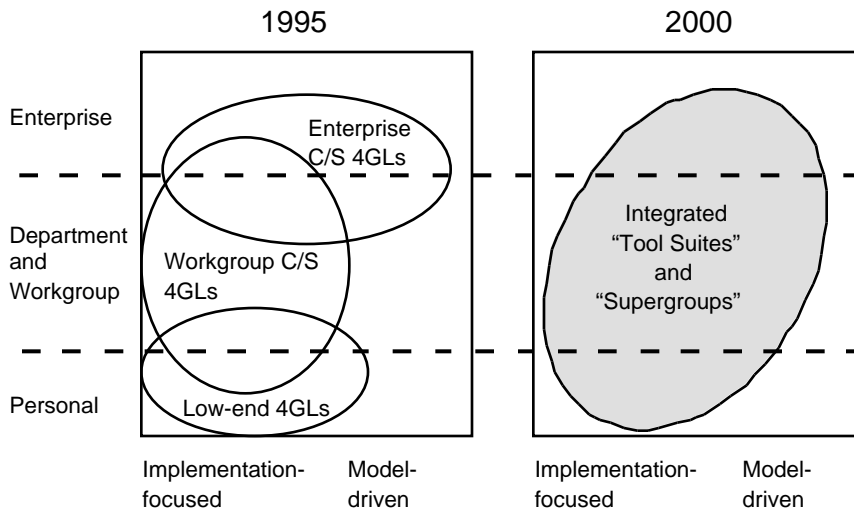 1995
2000
Enterprise
Enterprise
C/S 4GLs
Department
and
Workgroup
Workgroup C/S
4GLs
Integrated
“Tool Suites”
and
“Supergroups”
Personal
Low-end 4GLs
Implementation-
focused
Model-
driven
Implementation-
focused
Model-
driven